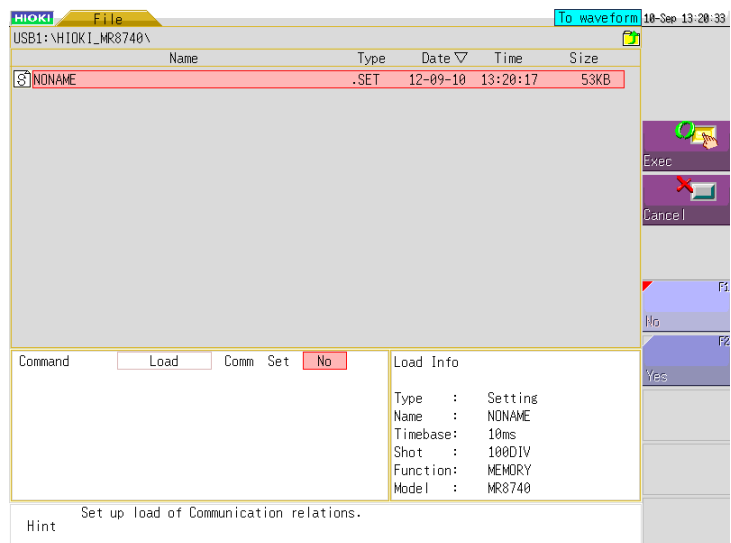 HIOKI File To waveform 10-Sep 13:20:33
USB1:\HIOKI_MR8740\
Name Type Date Time Size
S NONAME .SET 12-09-10 13:20:17 53KB
Exec
Cancel
F1
No
F2
Yes
Command Load Comm Set No
Load Info
Type : Setting
Name : NONAME
Timebase: 10ms
Shot : 100DIV
Function: MEMORY
Model : MR8740
Set up load of Communication relations.
Hint